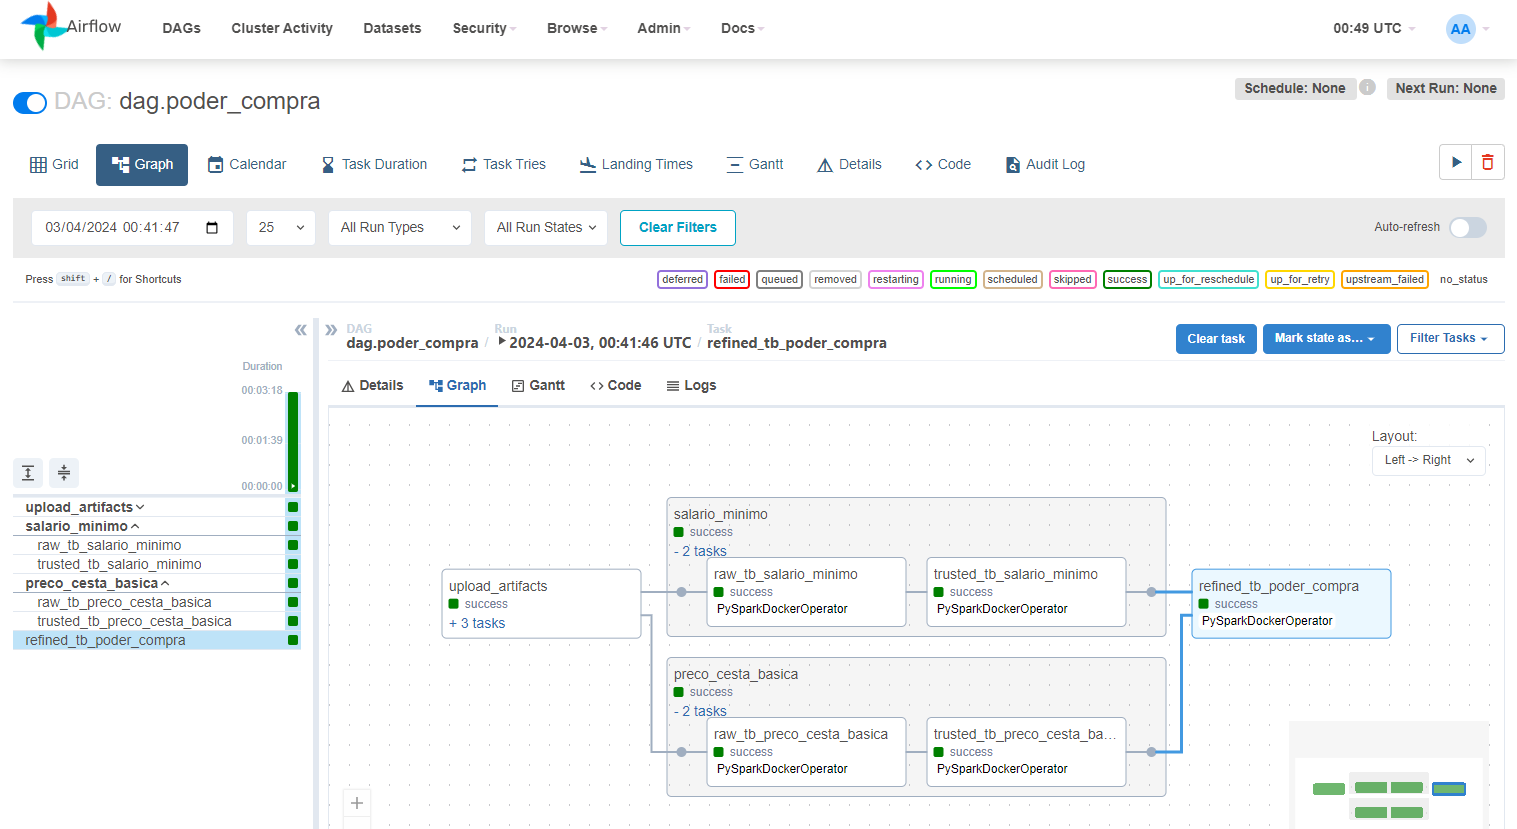 Airflow DAGs Cluster Activity Datasets Security Browse Admin Docs 00:49 UTC AA
DAG: dag.poder_compra
Schedule: None i Next Run: None
Grid Graph Calendar Task Duration Task Tries Landing Times Gantt Details Code Audit Log
03/04/2024 00:41:47 25 All Run Types All Run States Clear Filters Auto-refresh
Press shift + / for Shortcuts
deferred failed queued removed restarting running scheduled skipped success up_for_reschedule up_for_retry upstream_failed no_status
DAG Run Task
dag.poder_compra / 2024-04-03, 00:41:46 UTC / refined_tb_poder_compra
Clear task Mark state as... Filter Tasks
Details Graph Gantt Code Logs
Duration
00:03:18
00:01:39
00:00:00
upload_artifacts
salario_minimo
raw_tb_salario_minimo
trusted_tb_salario_minimo
preco_cesta_basica
raw_tb_preco_cesta_basica
trusted_tb_preco_cesta_basica
refined_tb_poder_compra
Layout:
Left -> Right
upload_artifacts
success
+ 3 tasks
salario_minimo
success
- 2 tasks
raw_tb_salario_minimo
success
PySparkDockerOperator
trusted_tb_salario_minimo
success
PySparkDockerOperator
preco_cesta_basica
success
- 2 tasks
raw_tb_preco_cesta_basica
success
PySparkDockerOperator
trusted_tb_preco_cesta_ba...
success
PySparkDockerOperator
refined_tb_poder_compra
success
PySparkDockerOperator
+